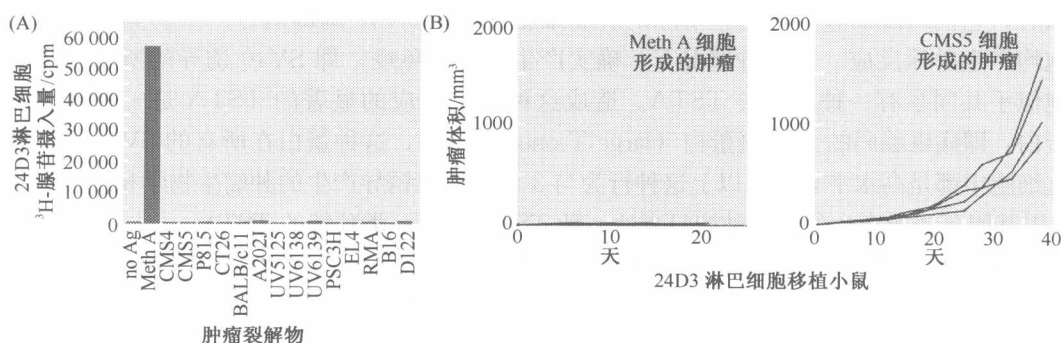 (A)
24D3淋巴细胞
³H-腺苷摄入量/cpm
60 000
50 000
40 000
30 000
20 000
10 000
0
no Ag
Meth A
CMS4
CMS5
P815
CT26
BALB/c11
A202J
UV5125
UV6138
UV6139
PSC3H
EL4
RMA1
B16
D122
肿瘤裂解物
(B)
肿瘤体积/mm³
2000
1000
0
Meth A 细胞
形成的肿瘤
0 10 20
天
2000
1000
0
CMS5 细胞
形成的肿瘤
0 10 20 30 40
天
24D3 淋巴细胞移植小鼠